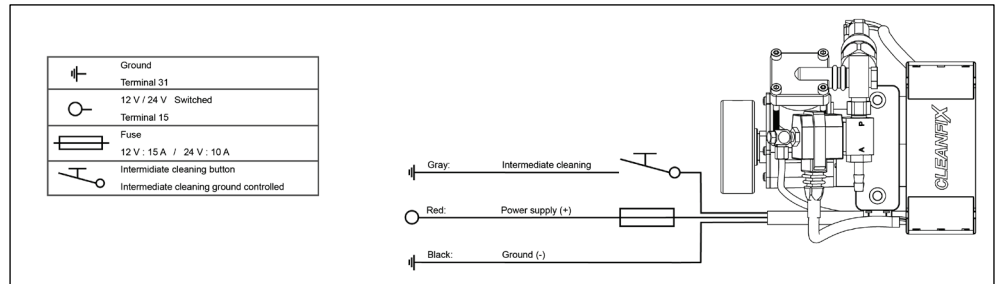 Ground
Terminal 31
12 V / 24 V Switched
Terminal 15
Fuse
12 V : 15 A / 24 V : 10 A
Intermidiate cleaning button
Intermediate cleaning ground controlled
Gray: Intermediate cleaning
Red: Power supply (+)
Black: Ground (-)
A P
CLEANFIX